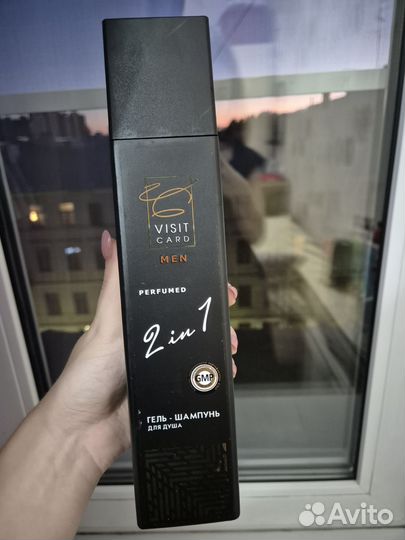 VISIT
CARD
MEN
PERFUMED
2 in 1
GMP
ГЕЛЬ - ШАМПУНЬ
ДЛЯ ДУША
Avito